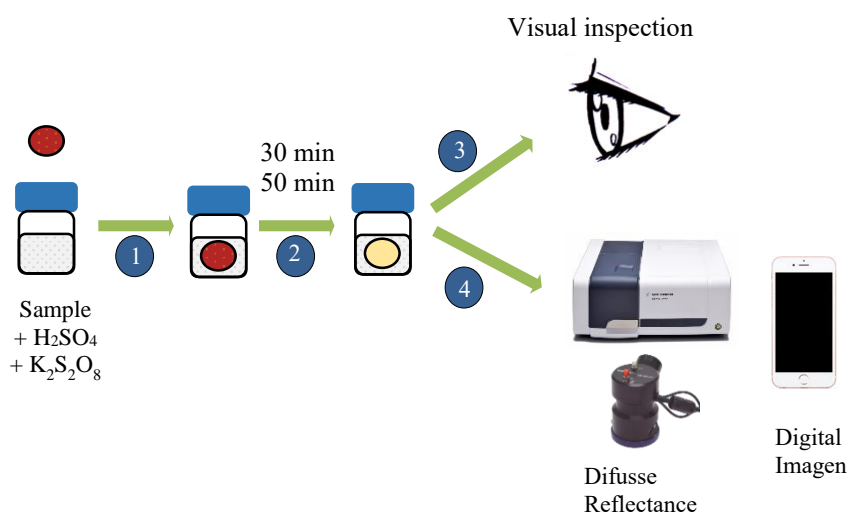 Visual inspection
30 min
50 min
3
1
2
4
Sample
+ H₂SO₄
+ K₂S₂O₈
Difusse
Reflectance
Digital
Imagen